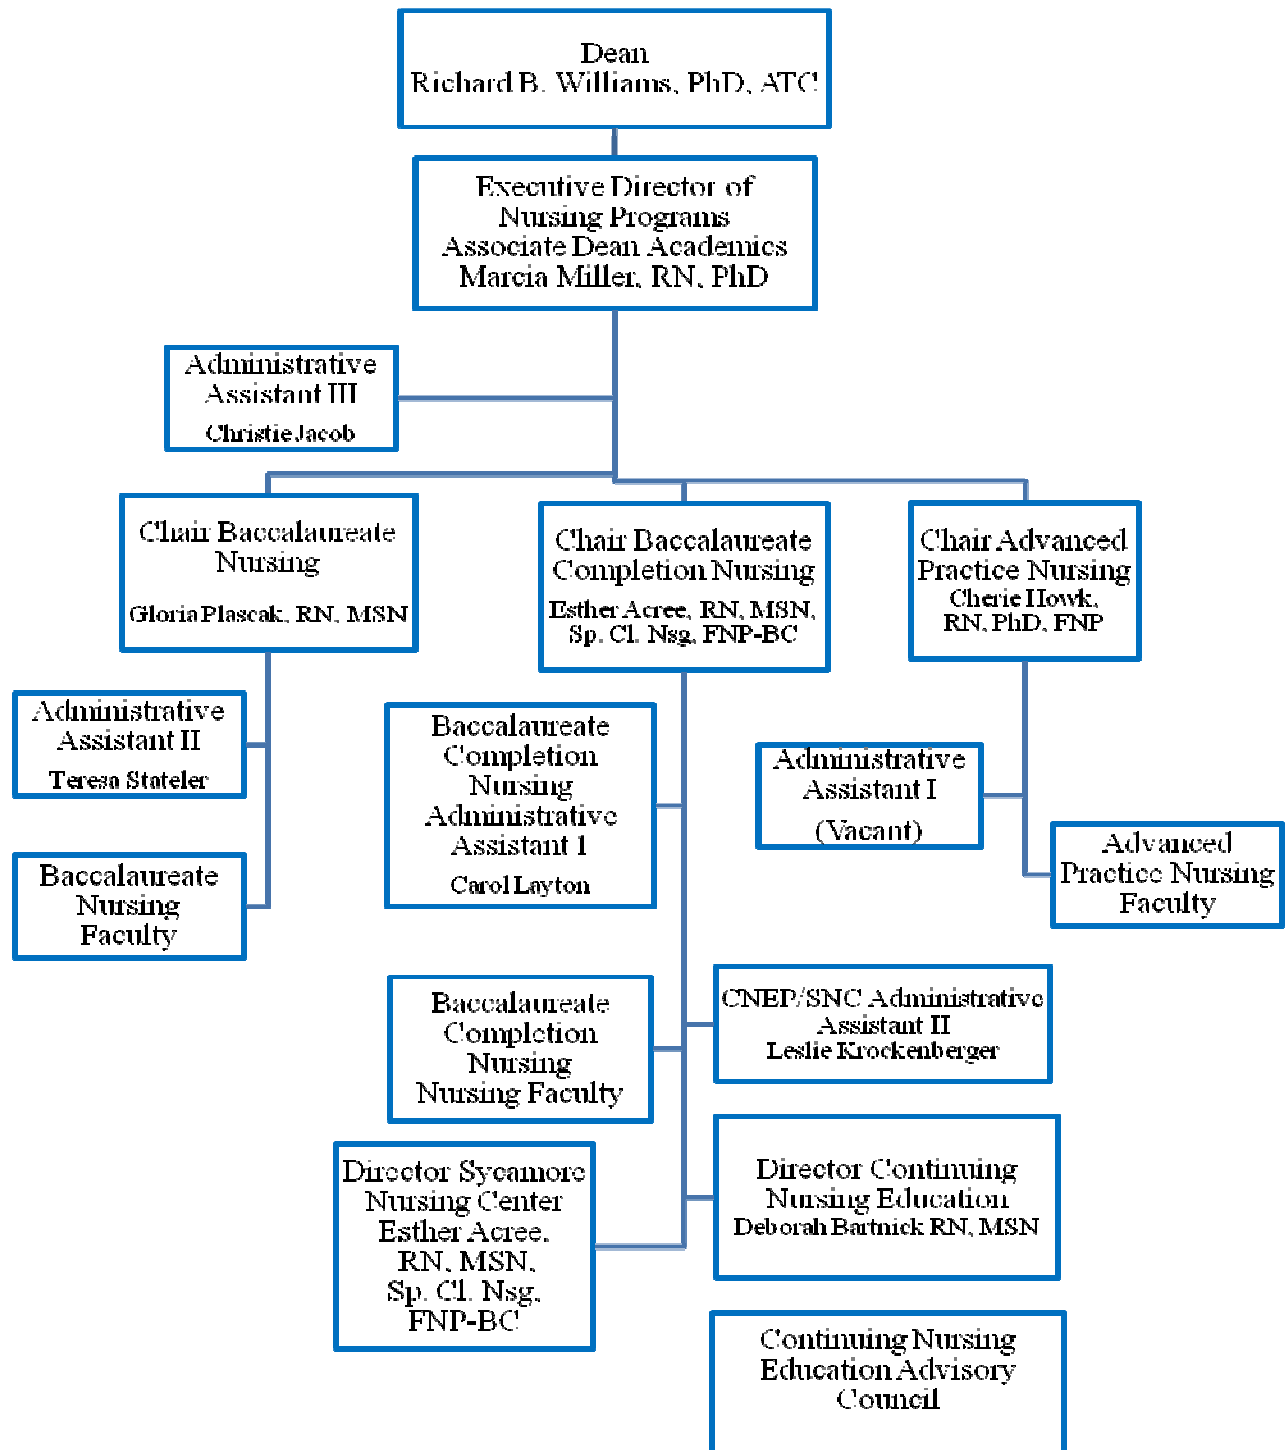 Dean
Richard B. Williams, PhD, ATC
Executive Director of
Nursing Programs
Associate Dean Academics
Marcia Miller, RN, PhD
Administrative
Assistant III
Christie Jacob
Chair Baccalaureate
Nursing
Gloria Plascak, RN, MSN
Chair Baccalaureate
Completion Nursing
Esther Acree, RN, MSN,
Sp. Cl. Nsg, FNP-BC
Chair Advanced
Practice Nursing
Cherie Howk,
RN, PhD, FNP
Administrative
Assistant II
Teresa Stateler
Baccalaureate
Completion
Nursing
Administrative
Assistant 1
Carol Layton
Administrative
Assistant I
(Vacant)
Baccalaureate
Nursing
Faculty
Advanced
Practice Nursing
Faculty
Baccalaureate
Completion
Nursing
Nursing Faculty
CNEP/SNC Administrative
Assistant II
Leslie Krockenberger
Director Sycamore
Nursing Center
Esther Acree,
RN, MSN,
Sp. Cl. Nsg,
FNP-BC
Director Continuing
Nursing Education
Deborah Bartnick RN, MSN
Continuing Nursing
Education Advisory
Council